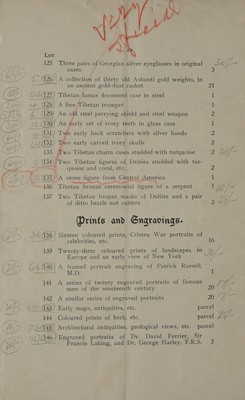 very special
Lot
125 Three pairs of Georgian silver eyeglasses in original
cases 3
126 A collection of thirty old Ashanti gold weights, in
an ancient gold dust casket 31
127 Tibetan lamas document case in steel 1
128 A fine Tibetan trumpet 1
129 An old steel parrying shield and steel weapon 2
130 An early set of ivory teeth in glass case 1
131 Two early back scratchers with silver hands 2
132 Two early carved ivory skulls 2
133 Two Tibetan charm cases studded with turquoise 2
134 Two Tibetan figures of Deities studded with tur-
quoise and coral, etc. 2
135 A stone figure from Central America 1
136 Tibetan bronze ceremonial figure of a serpent 1
137 Two Tibetan bronze masks of Deities and a pair
of ditto beetle nut cutters 3
Prints and Engravings.
138 Sixteen coloured prints, Crimea War portraits of
celebrities, etc. 16
139 Twenty-three coloured prints of landscapes in
Europe and an early view of New York
140 A framed portrait engraving of Patrick Russell,
M.D. 1
141 A series of twenty engraved portraits of famous
men of the nineteenth century 20
142 A similar series of engraved portraits 20
143 Early maps, antiquities, etc. parcel
144 Coloured prints of herbs, etc. parcel
145 Architectural antiquities, geological views, etc. parcel
146 Engraved portraits of Dr. David Ferrier, Sir
Francis Laking, and Dr. George Harley, F.R.S. 3